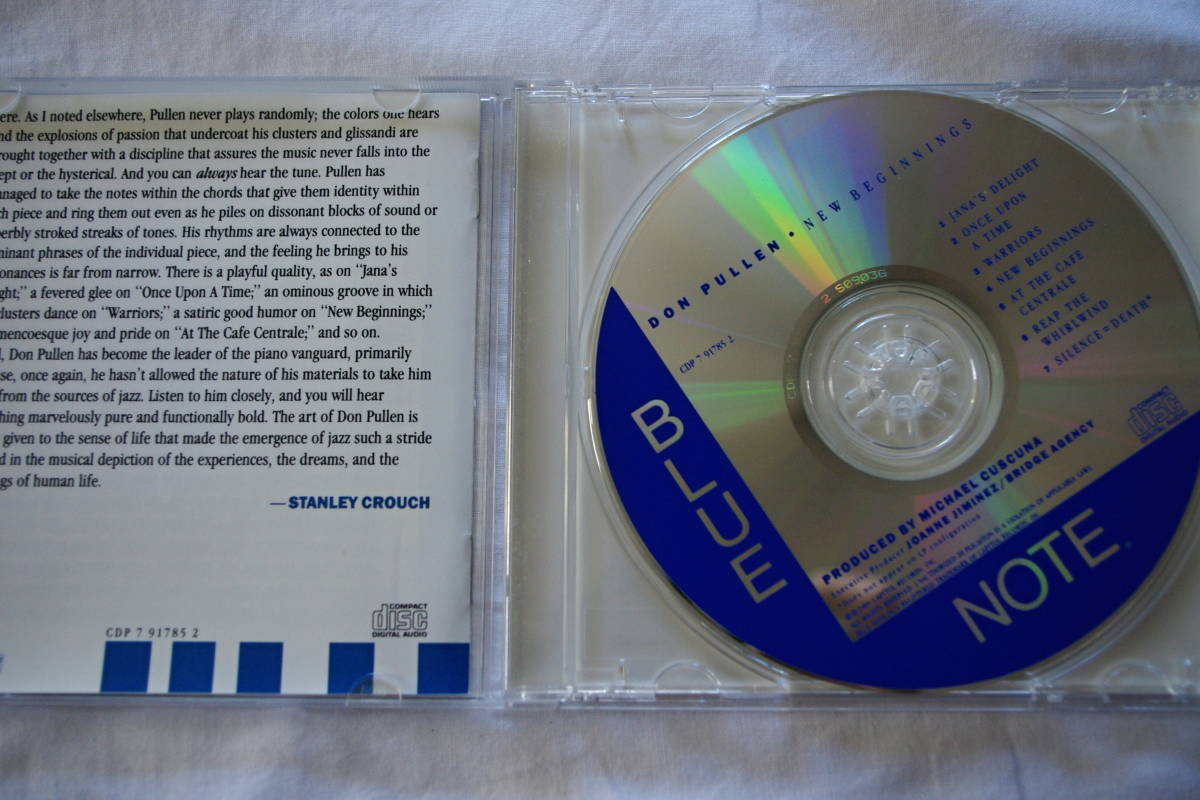 ere. As I noted elsewhere, Pullen never plays randomly; the colors one hears
nd the explosions of passion that undercoat his clusters and glissandi are
rought together with a discipline that assures the music never falls into the
ept or the hysterical. And you can always hear the tune. Pullen has
anaged to take the notes within the chords that give them identity within
ch piece and ring them out even as he piles on dissonant blocks of sound or
perbly stroked streaks of tones. His rhythms are always connected to the
minant phrases of the individual piece, and the feeling he brings to his
onances is far from narrow. There is a playful quality, as on "Jana's
ght;" a fevered glee on "Once Upon A Time;" an ominous groove in which
clusters dance on "Warriors;" a satiric good humor on "New Beginnings;"
mencoesque joy and pride on "At The Cafe Centrale;" and so on.
l, Don Pullen has become the leader of the piano vanguard, primarily
se, once again, he hasn't allowed the nature of his materials to take him
from the sources of jazz. Listen to him closely, and you will hear
hing marvelously pure and functionally bold. The art of Don Pullen is
given to the sense of life that made the emergence of jazz such a stride
d in the musical depiction of the experiences, the dreams, and the
gs of human life.
—STANLEY CROUCH
CDP 7 91785 2
COMPACT
disc
DIGITAL AUDIO
DON PULLEN • NEW BEGINNINGS
CDP 7 91785 2
2 S0903G
1 JANA'S DELIGHT
2 ONCE UPON
A TIME
3 WARRIORS
4 NEW BEGINNINGS
5 AT THE CAFE
CENTRALE
6 REAP THE
WHIRLWIND
7 SILENCE=DEATH*
COMPACT
disc
DIGITAL AUDIO
BLUE
NOTE
PRODUCED BY MICHAEL CUSCUNA
Executive Producer JOANNE JIMINEZ/BRIDGE AGENCY
*Does not appear on LP configuration